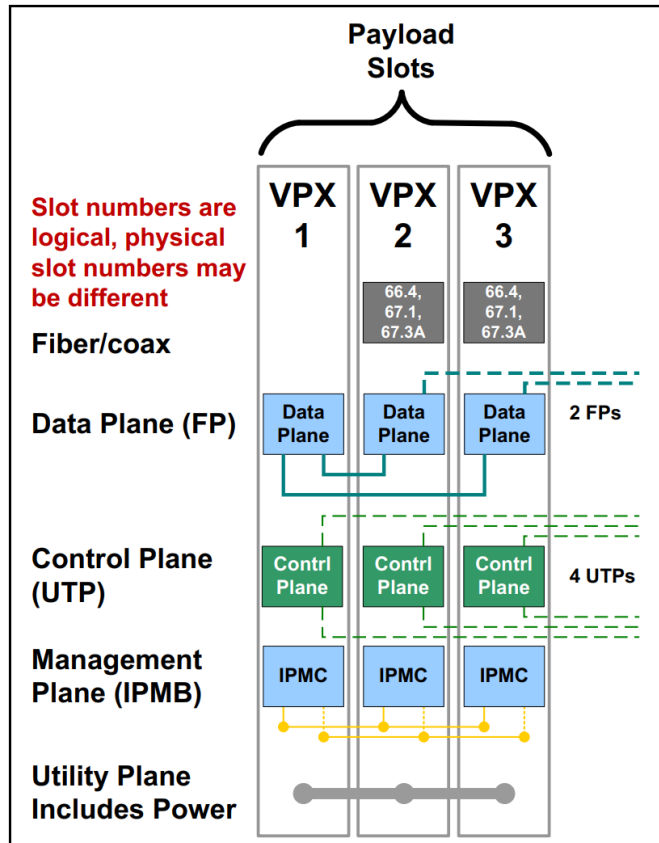 Payload
Slots
VPX
1
VPX
2
VPX
3
Slot numbers are
logical, physical
slot numbers may
be different
66.4,
67.1,
67.3A
66.4,
67.1,
67.3A
Fiber/coax
Data Plane (FP)
Data
Plane
Data
Plane
Data
Plane
2 FPs
Control Plane
(UTP)
Contrl
Plane
Contrl
Plane
Contrl
Plane
4 UTPs
Management
Plane (IPMB)
IPMC
IPMC
IPMC
Utility Plane
Includes Power